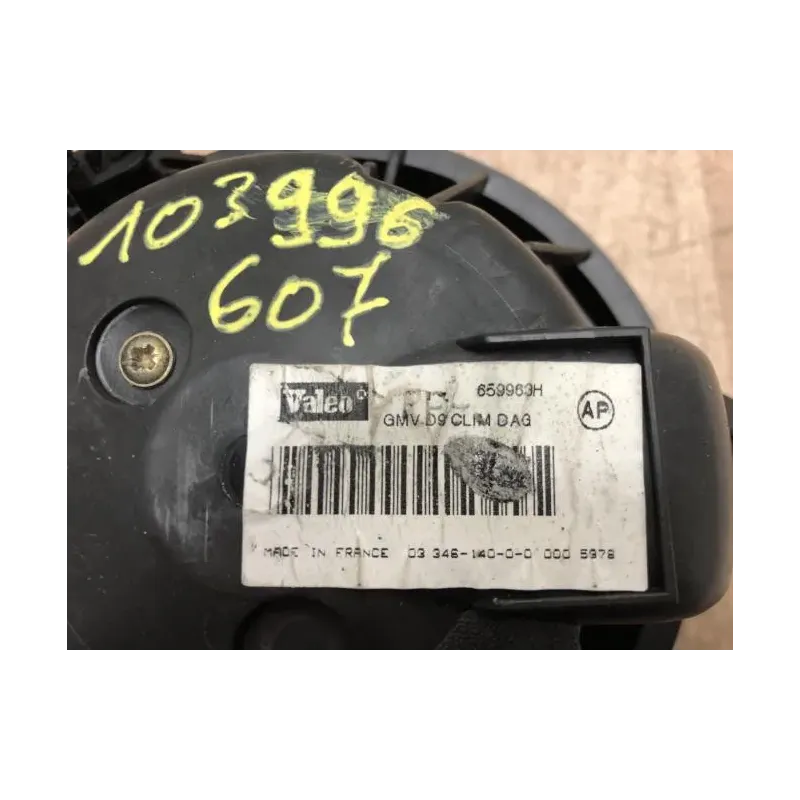 103996
607
Valeo
659963H
GMV D9 CLIM DAG
AP
MADE IN FRANCE 03 346-140-0-0 000 5978